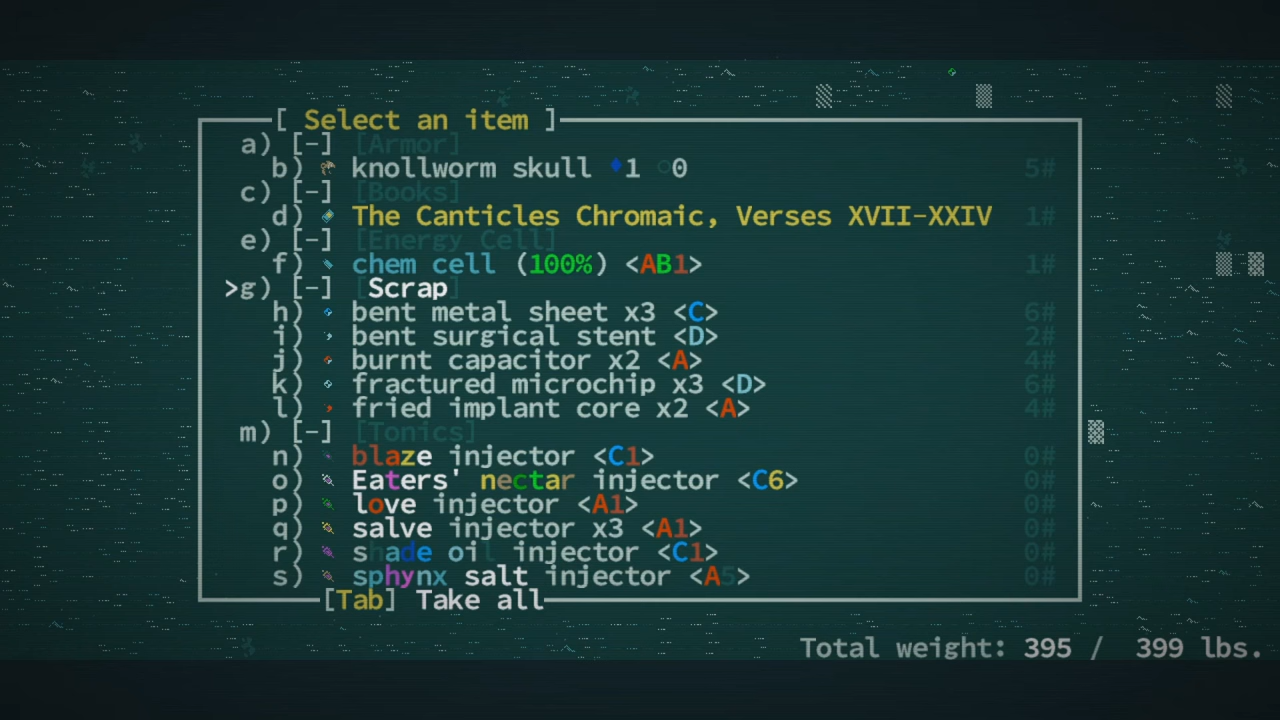 [ Select an item ]
a) [-] [Armor]
b) knollworm skull ♦1 ○0 5#
c) [-] [Books]
d) The Canticles Chromaic, Verses XVII-XXIV 1#
e) [-] [Energy Cell]
f) chem cell (100%) <AB1> 1#
>g) [-] [Scrap]
h) bent metal sheet x3 <C> 6#
i) bent surgical stent <D> 2#
j) burnt capacitor x2 <A> 4#
k) fractured microchip x3 <D> 6#
l) fried implant core x2 <A> 4#
m) [-] [Tonics]
n) blaze injector <C1> 0#
o) Eaters' nectar injector <C6> 0#
p) love injector <A1> 0#
q) salve injector x3 <A1> 0#
r) shade oil injector <C1> 0#
s) sphynx salt injector <A5> 0#
[Tab] Take all
Total weight: 395 / 399 lbs.